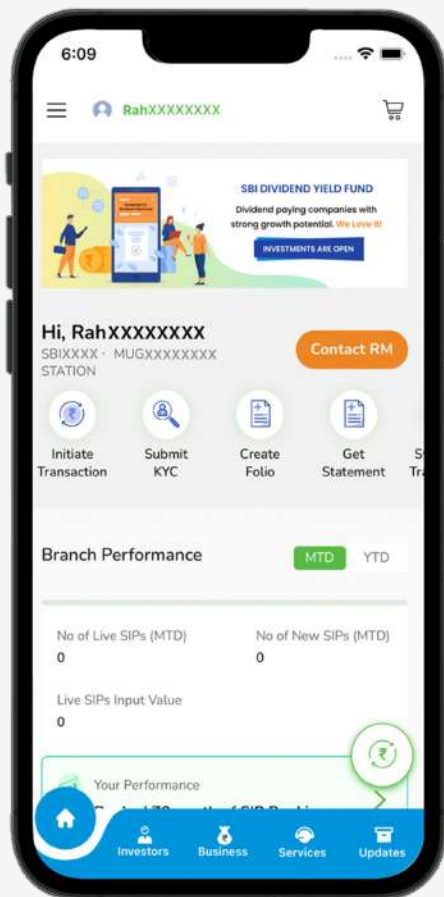 6:09
RahXXXXXXXX
SBI DIVIDEND YIELD FUND
Dividend paying companies with
strong growth potential. We Love It!
INVESTMENTS ARE OPEN
Hi, RahXXXXXXXX
SBIXXXX · MUGXXXXXXXX
STATION
Contact RM
Initiate
Transaction
Submit
KYC
Create
Folio
Get
Statement
Branch Performance
MTD YTD
No of Live SIPs (MTD)
0
No of New SIPs (MTD)
0
Live SIPs Input Value
0
Your Performance
Investors
Business
Services
Updates